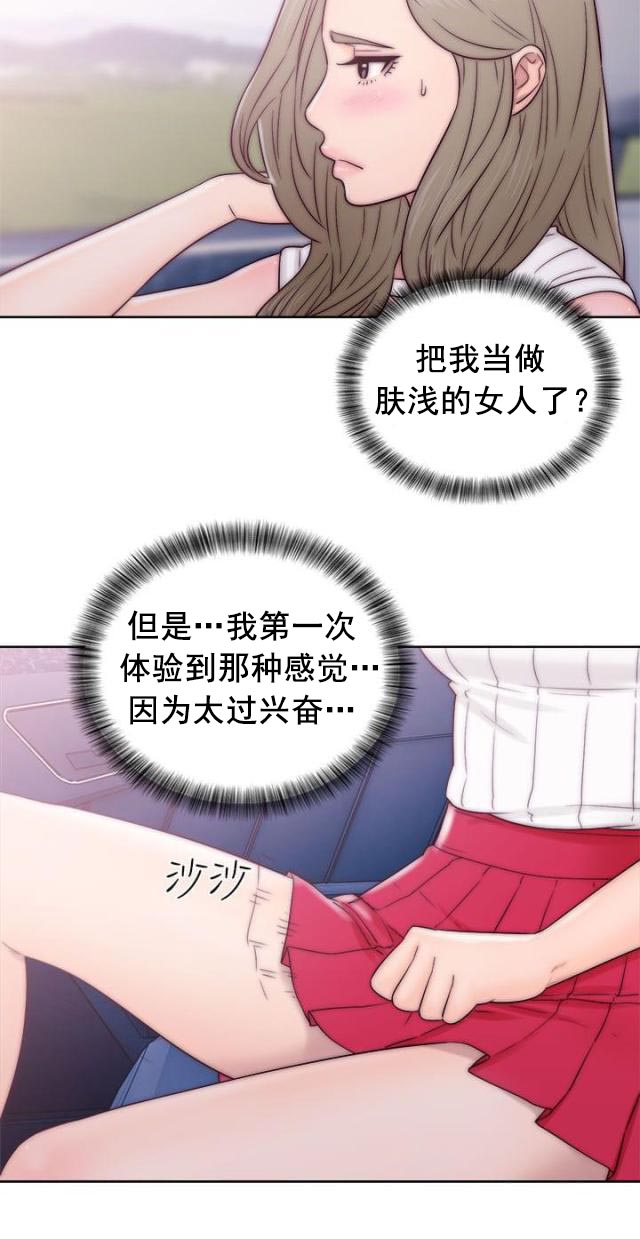 把我当做
肤浅的女人了？
但是…我第一次
体验到那种感觉…
因为太过兴奋…
沙沙